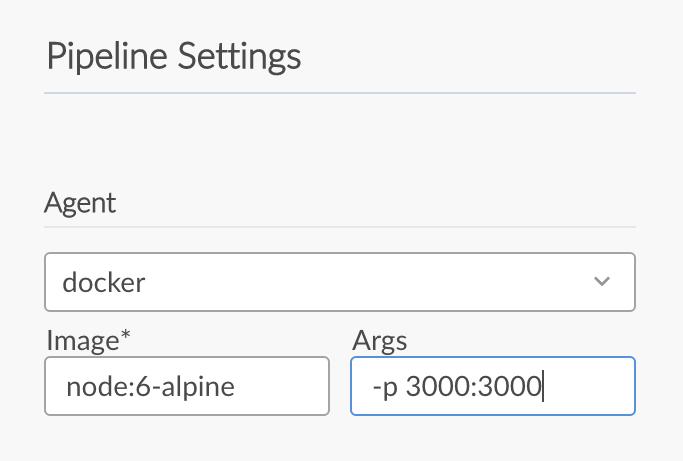 Pipeline Settings
Agent
docker
Image* Args
node:6-alpine -p 3000:3000